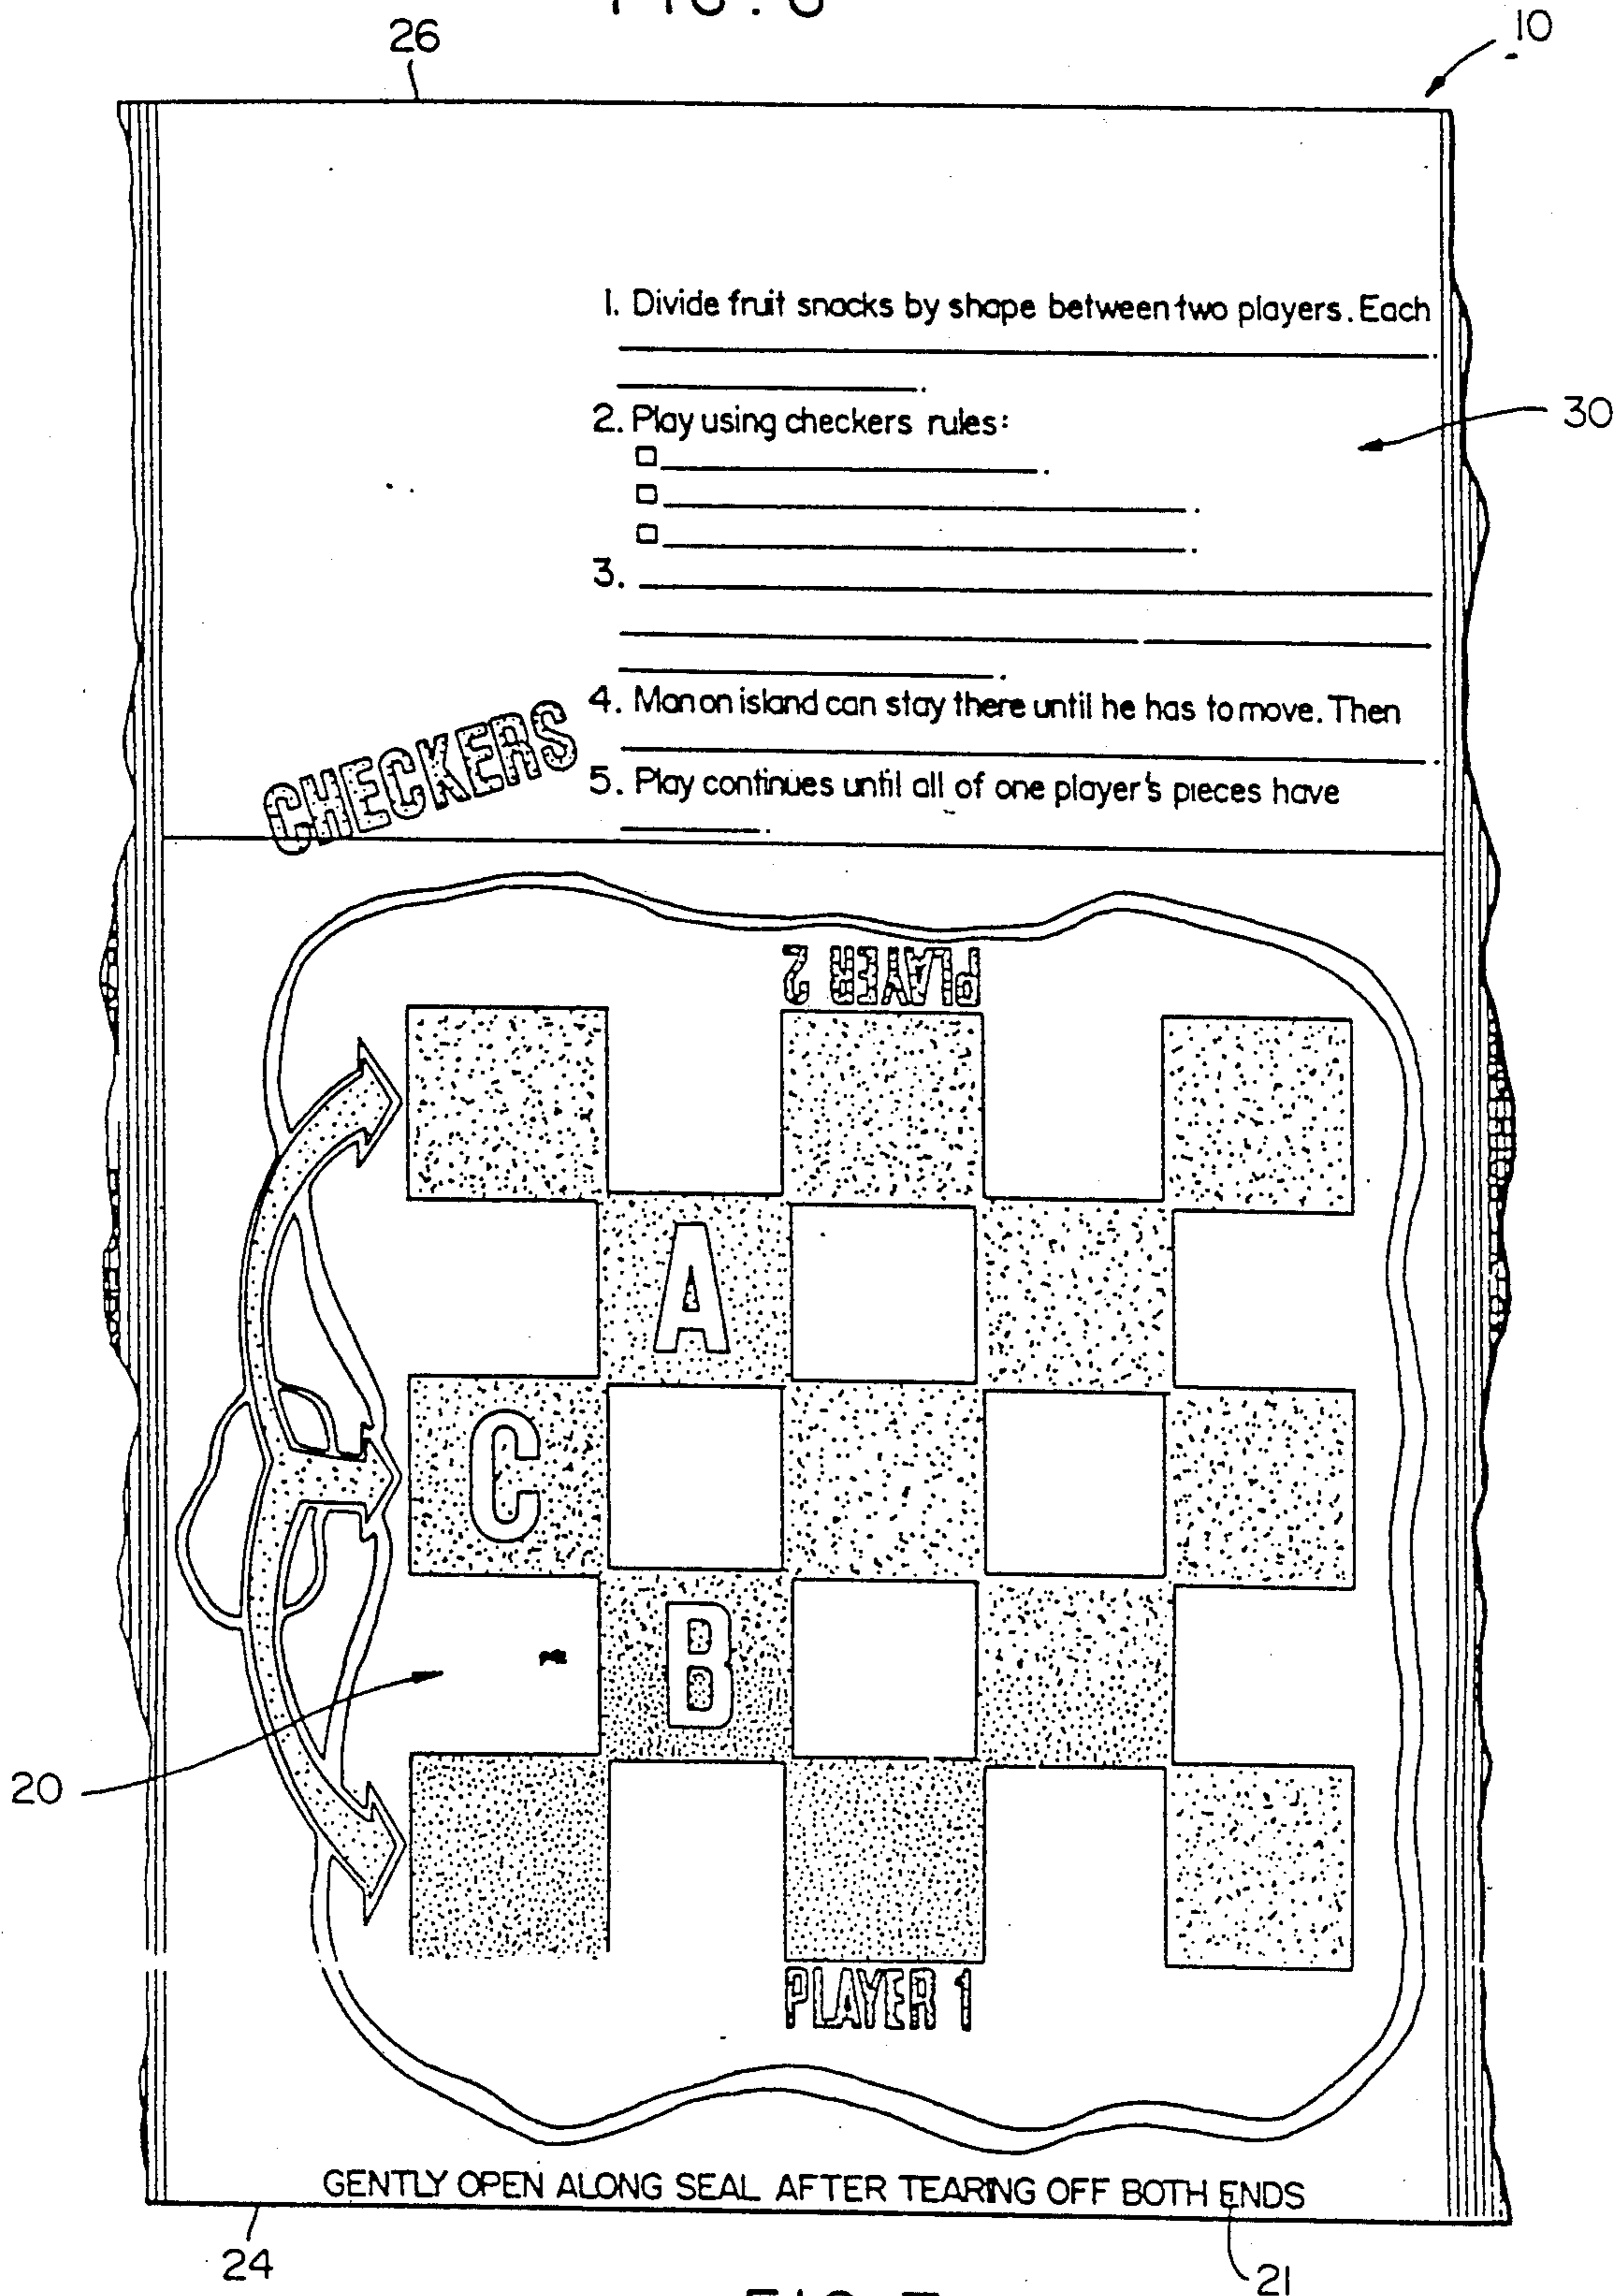 26
10
1. Divide fruit snacks by shape between two players. Each
2. Play using checkers rules:
30
3.
4. Man on island can stay there until he has to move. Then
CHECKERS
5. Play continues until all of one player's pieces have
PLAYER 2
A
C
B
20
PLAYER 1
GENTLY OPEN ALONG SEAL AFTER TEARING OFF BOTH ENDS
24
21